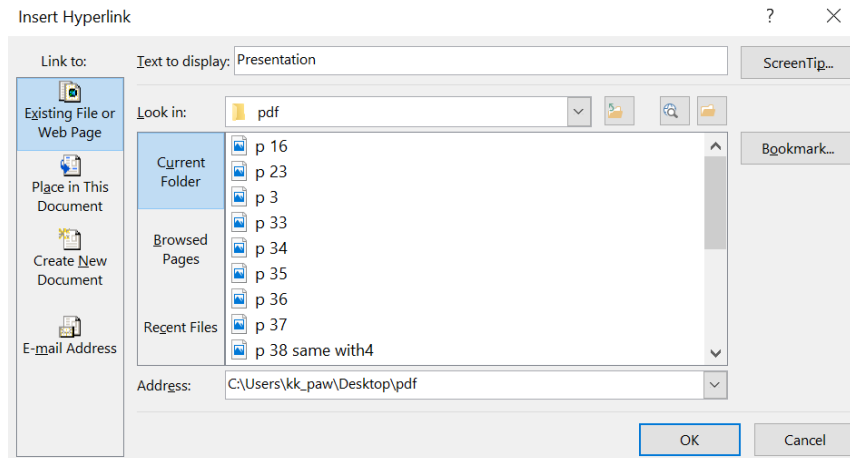 Insert Hyperlink
? ×
Link to:
Text to display: Presentation
ScreenTip...
Existing File or
Web Page
Look in: pdf
Place in This
Document
Create New
Document
E-mail Address
Current
Folder
Browsed
Pages
Recent Files
p 16
p 23
p 3
p 33
p 34
p 35
p 36
p 37
p 38 same with4
Bookmark...
Address: C:\Users\kk_paw\Desktop\pdf
OK Cancel